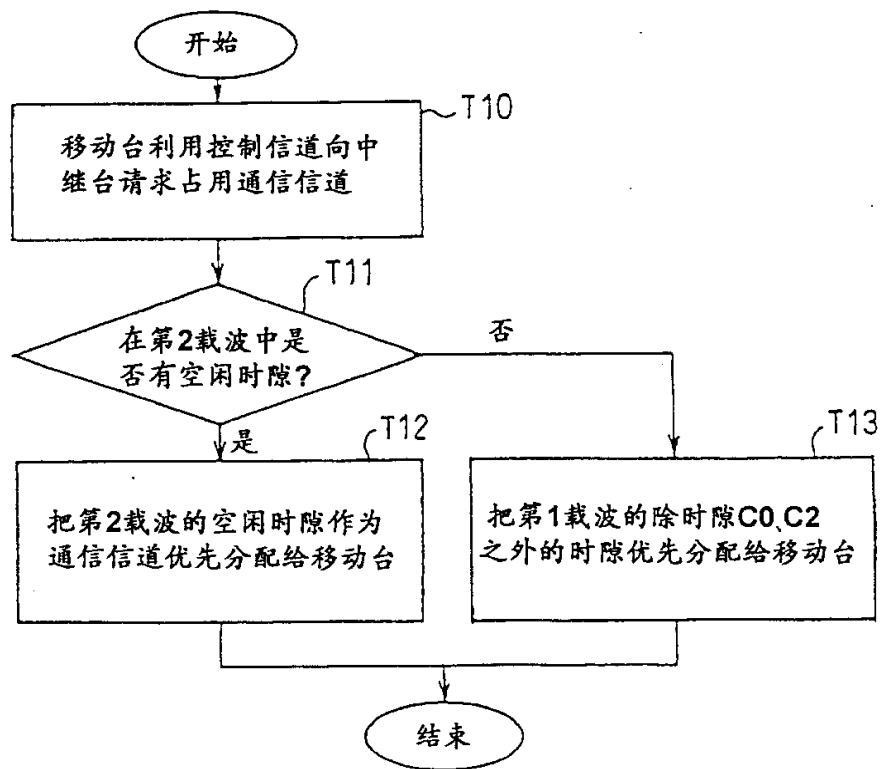 开始
T10
移动台利用控制信道向中
继台请求占用通信信道
T11
在第2载波中是
否有空闲时隙?
否
是
T12
把第2载波的空闲时隙作为
通信信道优先分配给移动台
T13
把第1载波的除时隙C0、C2
之外的时隙优先分配给移动台
结束